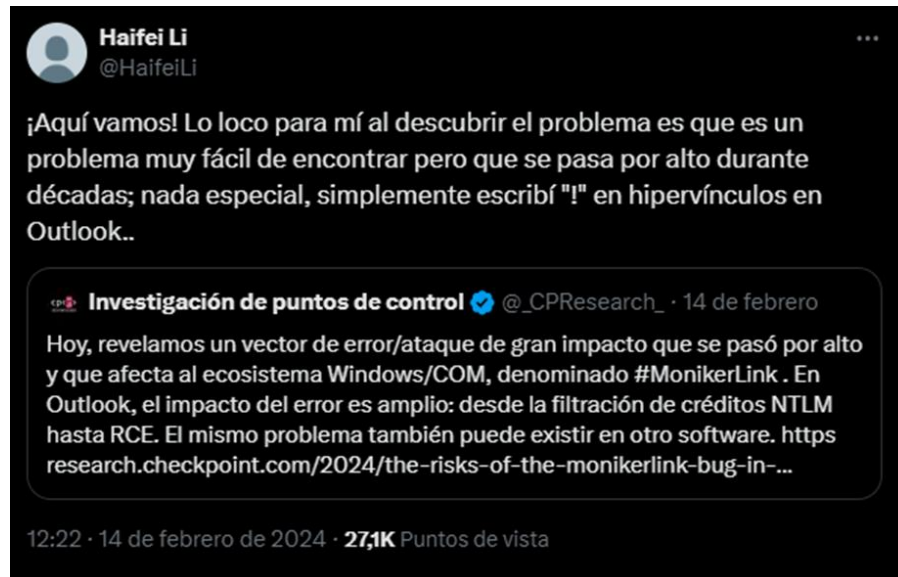 Haifei Li
@HaifeiLi
¡Aquí vamos! Lo loco para mí al descubrir el problema es que es un
problema muy fácil de encontrar pero que se pasa por alto durante
décadas; nada especial, simplemente escribí "!" en hipervínculos en
Outlook..
Investigación de puntos de control @_CPResearch_ · 14 de febrero
Hoy, revelamos un vector de error/ataque de gran impacto que se pasó por alto
y que afecta al ecosistema Windows/COM, denominado #MonikerLink . En
Outlook, el impacto del error es amplio: desde la filtración de créditos NTLM
hasta RCE. El mismo problema también puede existir en otro software. https
research.checkpoint.com/2024/the-risks-of-the-monikerlink-bug-in-...
12:22 · 14 de febrero de 2024 · 27,1K Puntos de vista